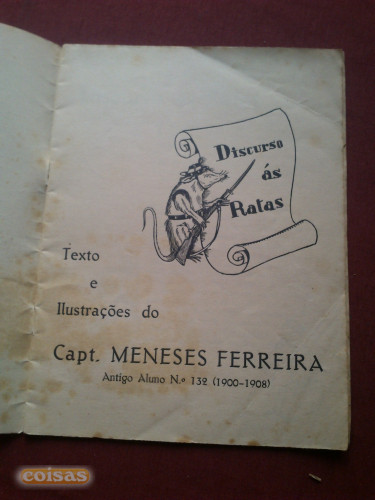 Discurso
ás
Ratas
Texto
e
Ilustrações do
Capt. MENESES FERREIRA
Antigo Aluno N.º 132 (1900-1908)
coisas